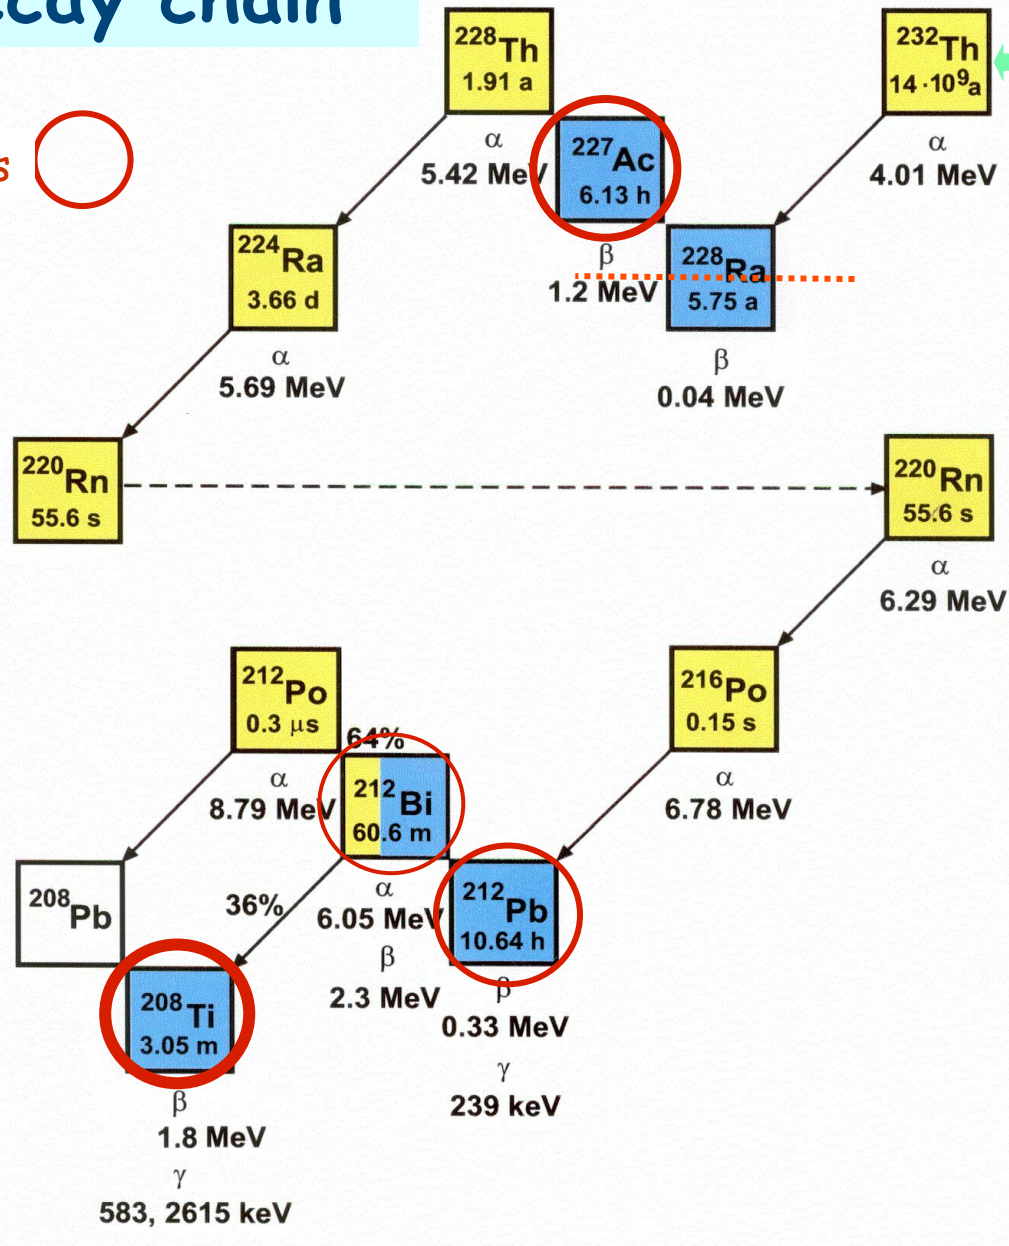 decay chain
s
228Th
1.91 a
α
5.42 MeV
232Th
14 ·10⁹a
α
4.01 MeV
227Ac
6.13 h
β
1.2 MeV
228Ra
5.75 a
β
0.04 MeV
224Ra
3.66 d
α
5.69 MeV
220Rn
55.6 s
220Rn
55.6 s
α
6.29 MeV
212Po
0.3 μs
α
8.79 MeV
64%
216Po
0.15 s
α
6.78 MeV
212Bi
60.6 m
α
6.05 MeV
β
2.3 MeV
36%
212Pb
10.64 h
β
0.33 MeV
γ
239 keV
208Pb
208Ti
3.05 m
β
1.8 MeV
γ
583, 2615 keV